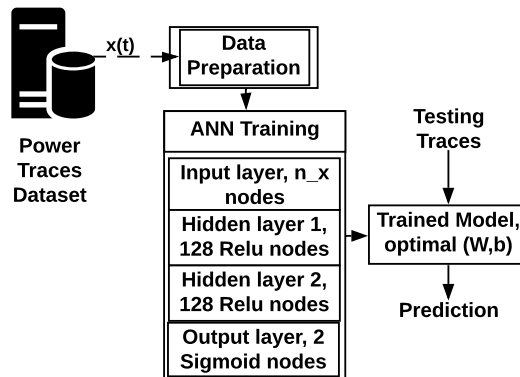 x(t)
Data
Preparation
Power
Traces
Dataset
ANN Training
Input layer, n_x
nodes
Hidden layer 1,
128 Relu nodes
Hidden layer 2,
128 Relu nodes
Output layer, 2
Sigmoid nodes
Testing
Traces
Trained Model,
optimal (W,b)
Prediction